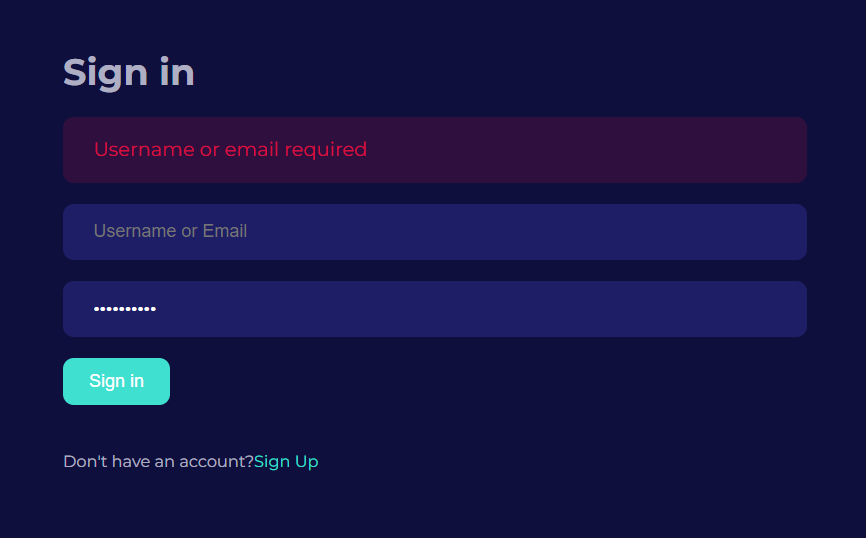 Sign in
Username or email required
Username or Email
••••••••••
Sign in
Don't have an account?Sign Up